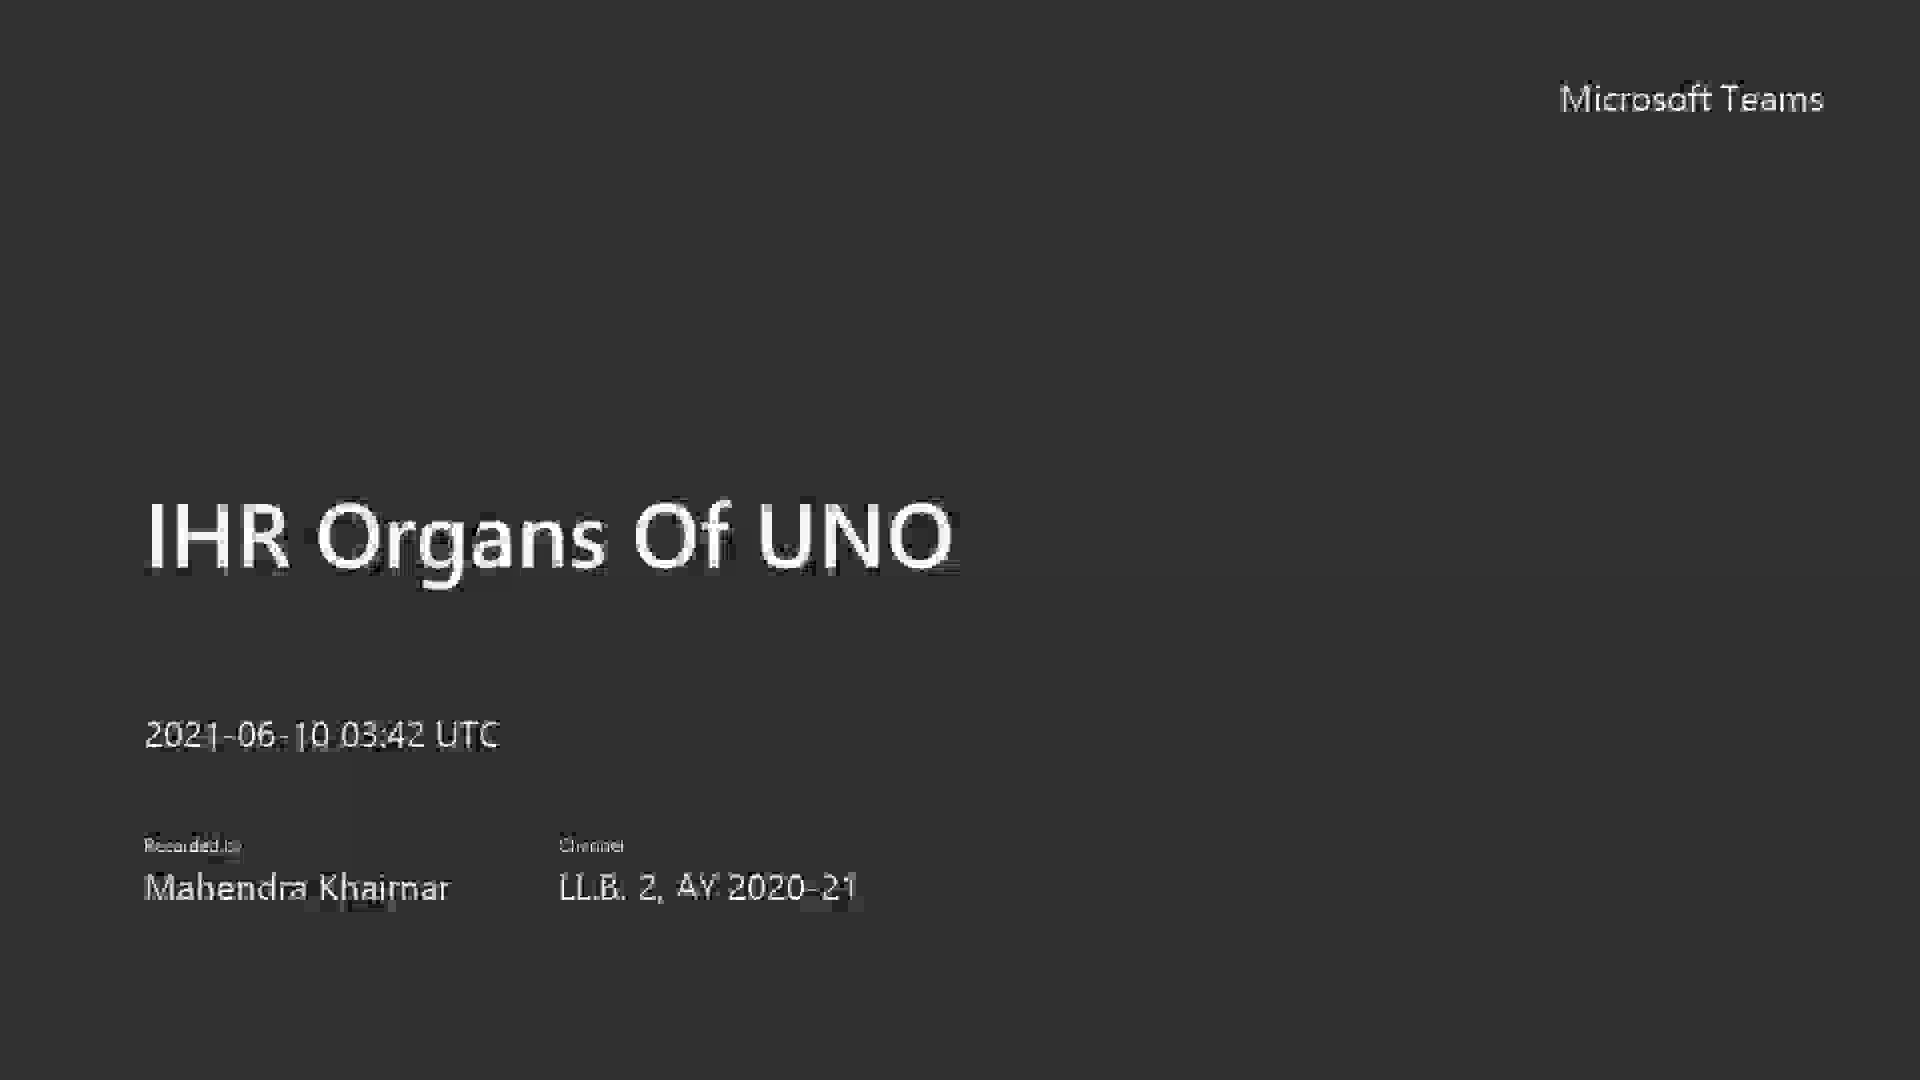 Microsoft Teams
IHR Organs Of UNO
2021-06-10 03:42 UTC
Recorded by
Channel
Mahendra Khairnar
LL.B. 2, AY 2020-21